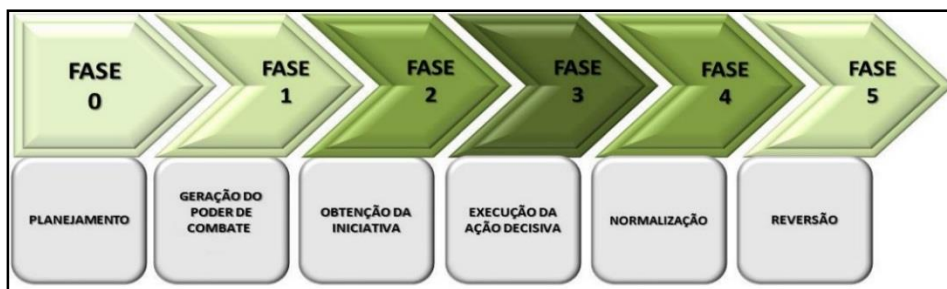 FASE
0
FASE
1
FASE
2
FASE
3
FASE
4
FASE
5
PLANEJAMENTO
GERAÇÃO DO
PODER DE
COMBATE
OBTENÇÃO DA
INICIATIVA
EXECUÇÃO DA
AÇÃO DECISIVA
NORMALIZAÇÃO
REVERSÃO